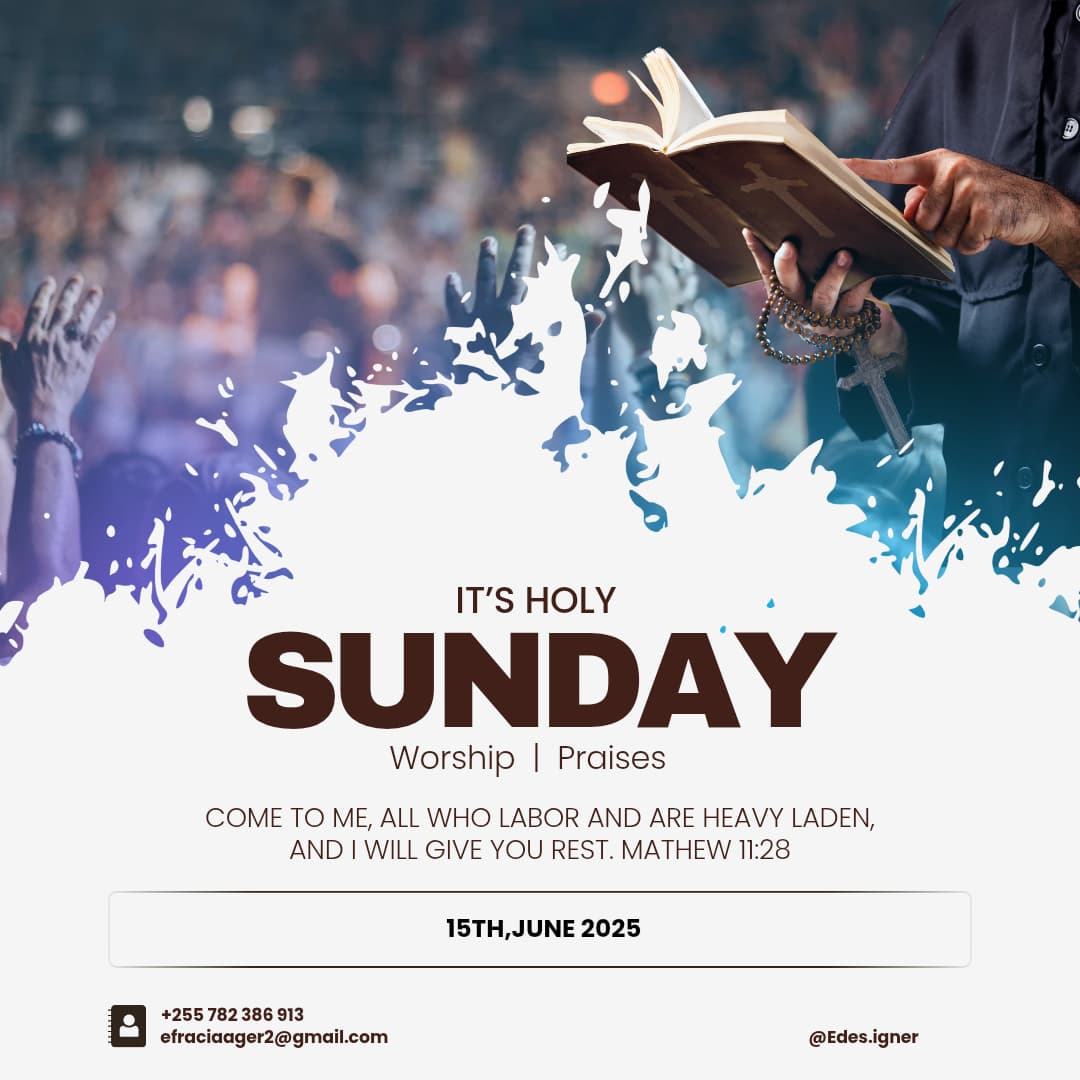 IT’S HOLY
SUNDAY
Worship | Praises
COME TO ME, ALL WHO LABOR AND ARE HEAVY LADEN,
AND I WILL GIVE YOU REST. MATHEW 11:28
15TH,JUNE 2025
+255 782 386 913
efraciaager2@gmail.com
@Edes.igner